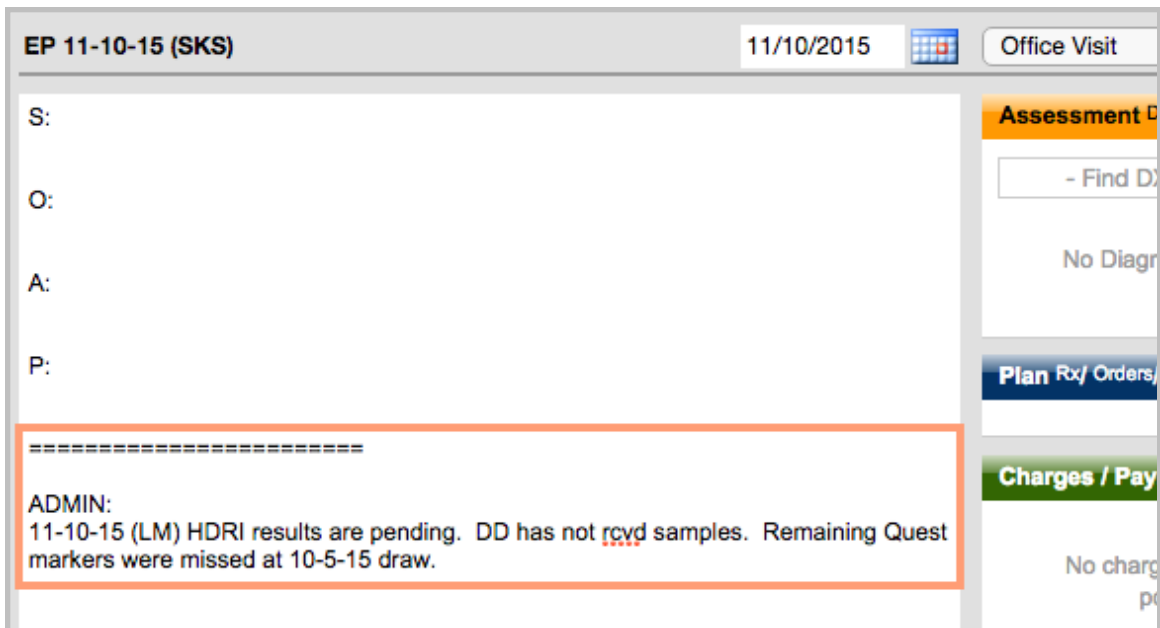 EP 11-10-15 (SKS)
11/10/2015
Office Visit
S:
O:
A:
P:
========================
ADMIN:
11-10-15 (LM) HDRI results are pending.  DD has not rcvd samples.  Remaining Quest
markers were missed at 10-5-15 draw.
Assessment D
- Find DX
No Diagn
Plan Rx/ Orders/
Charges / Pay
No charg
po